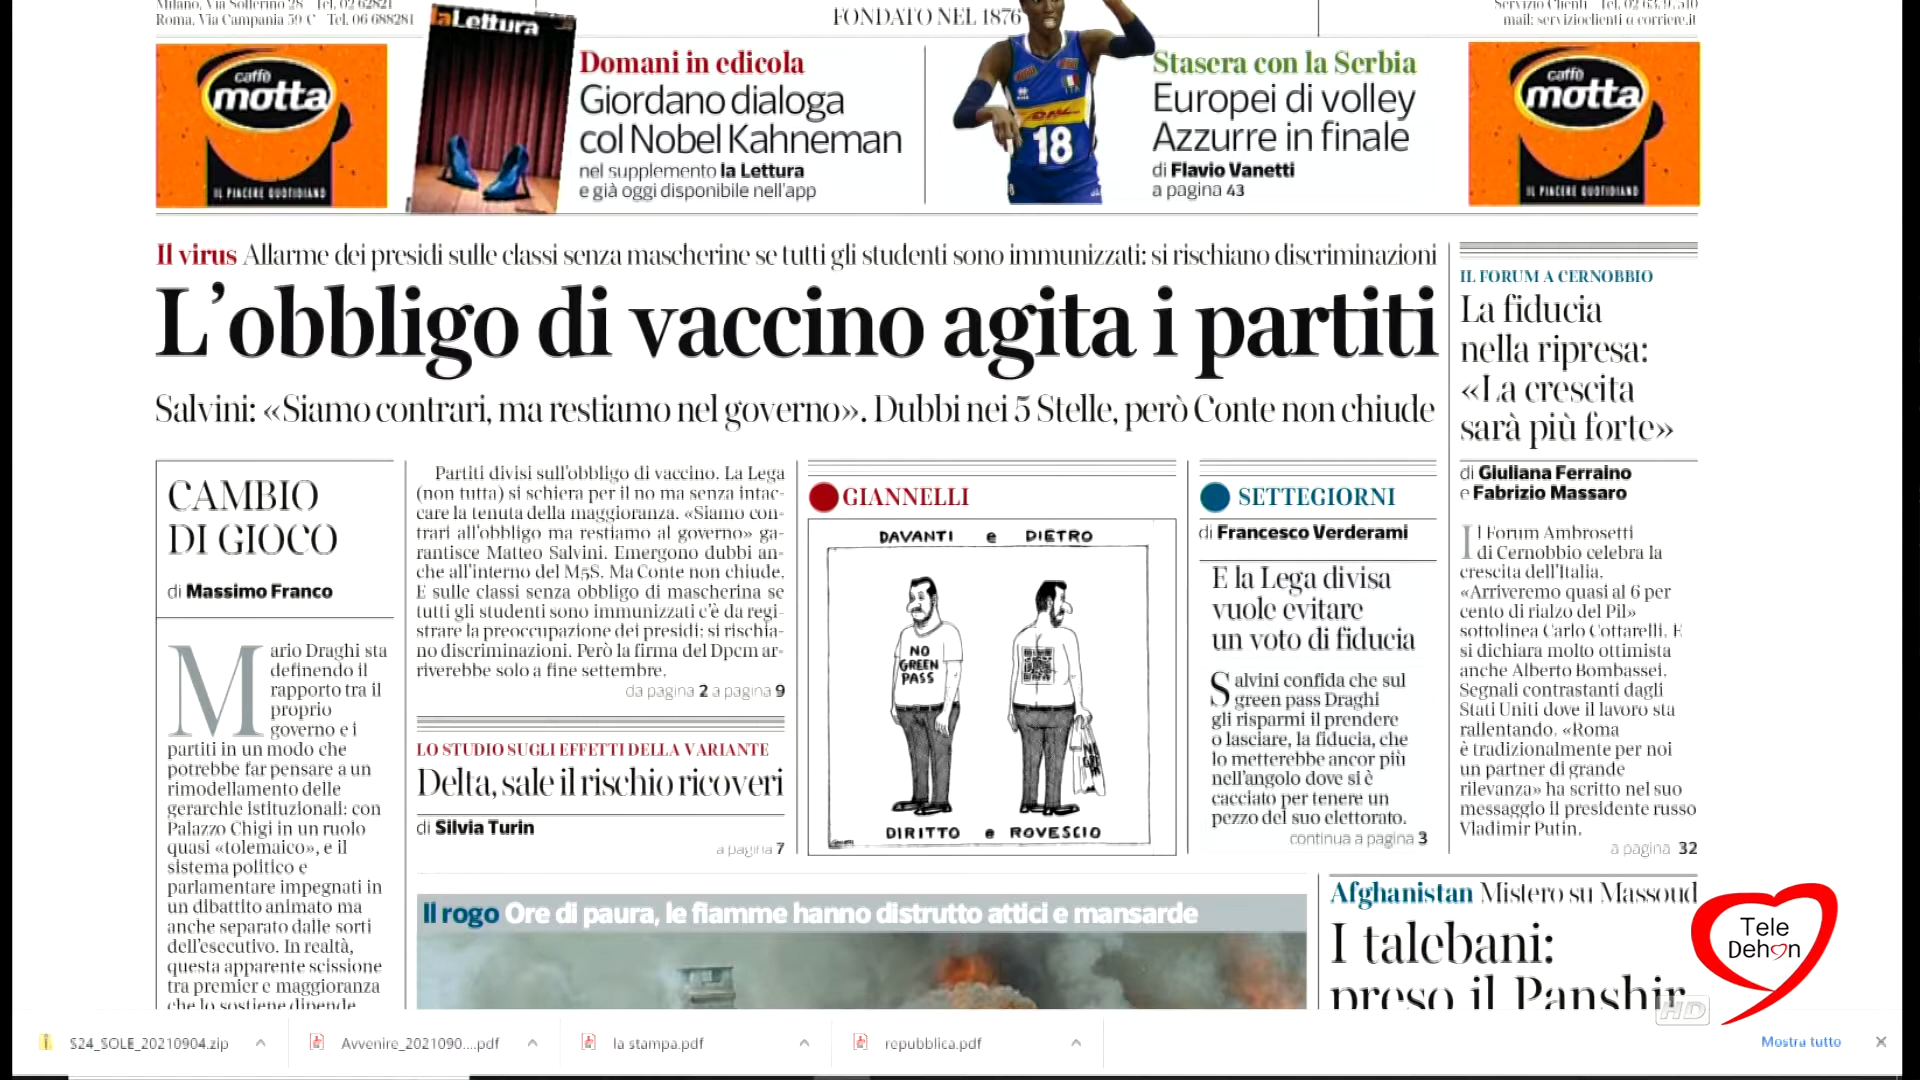 Milano, Via Solferino 28 Tel. 02 62821
Roma, Via Campania 59 C Tel. 06 688281
FONDATO NEL 1876
Servizio Clienti Tel. 02 63797510
mail: servizioclienti@corriere.it
caffè
motta
IL PIACERE QUOTIDIANO
laLettura
Domani in edicola
Giordano dialoga
col Nobel Kahneman
nel supplemento la Lettura
e già oggi disponibile nell'app
ITA
DHL
18
Stasera con la Serbia
Europei di volley
Azzurre in finale
di Flavio Vanetti
a pagina 43
caffè
motta
IL PIACERE QUOTIDIANO
Il virus Allarme dei presidi sulle classi senza mascherine se tutti gli studenti sono immunizzati: si rischiano discriminazioni
L'obbligo di vaccino agita i partiti
Salvini: «Siamo contrari, ma restiamo nel governo». Dubbi nei 5 Stelle, però Conte non chiude
CAMBIO
DI GIOCO
di Massimo Franco
Mario Draghi sta
definendo il
rapporto tra il
proprio
governo e i
partiti in un modo che
potrebbe far pensare a un
rimodellamento delle
gerarchie istituzionali: con
Palazzo Chigi in un ruolo
quasi «tolemaico», e il
sistema politico e
parlamentare impegnati in
un dibattito animato ma
anche separato dalle sorti
dell'esecutivo. In realtà,
questa apparente scissione
tra premier e maggioranza
che lo sostiene dipende
Partiti divisi sull'obbligo di vaccino. La Lega
(non tutta) si schiera per il no ma senza intac-
care la tenuta della maggioranza. «Siamo con-
trari all'obbligo ma restiamo al governo» ga-
rantisce Matteo Salvini. Emergono dubbi an-
che all'interno del M5S. Ma Conte non chiude.
E sulle classi senza obbligo di mascherina se
tutti gli studenti sono immunizzati c'è da regi-
strare la preoccupazione dei presidi: si rischia-
no discriminazioni. Però la firma del Dpcm ar-
riverebbe solo a fine settembre.
da pagina 2 a pagina 9
LO STUDIO SUGLI EFFETTI DELLA VARIANTE
Delta, sale il rischio ricoveri
di Silvia Turin
a pagina 7
GIANNELLI
DAVANTI e DIETRO
NO
GREEN
PASS
DIRITTO e ROVESCIO
SETTEGIORNI
di Francesco Verderami
E la Lega divisa
vuole evitare
un voto di fiducia
Salvini confida che sul
green pass Draghi
gli risparmi il prendere
o lasciare, la fiducia, che
lo metterebbe ancor più
nell'angolo dove si è
cacciato per tenere un
pezzo del suo elettorato.
continua a pagina 3
IL FORUM A CERNOBBIO
La fiducia
nella ripresa:
«La crescita
sarà più forte»
di Giuliana Ferraino
e Fabrizio Massaro
Il Forum Ambrosetti
di Cernobbio celebra la
crescita dell'Italia.
«Arriveremo quasi al 6 per
cento di rialzo del Pil»
sottolinea Carlo Cottarelli. E
si dichiara molto ottimista
anche Alberto Bombassei.
Segnali contrastanti dagli
Stati Uniti dove il lavoro sta
rallentando. «Roma
è tradizionalmente per noi
un partner di grande
rilevanza» ha scritto nel suo
messaggio il presidente russo
Vladimir Putin.
a pagina 32
Il rogo Ore di paura, le fiamme hanno distrutto attici e mansarde
Afghanistan Mistero su Massoud
I talebani:
preso il Panshir
Tele
Dehon
HD
S24_SOLE_20210904.zip
Avvenire_2021090....pdf
la stampa.pdf
repubblica.pdf
Mostra tutto